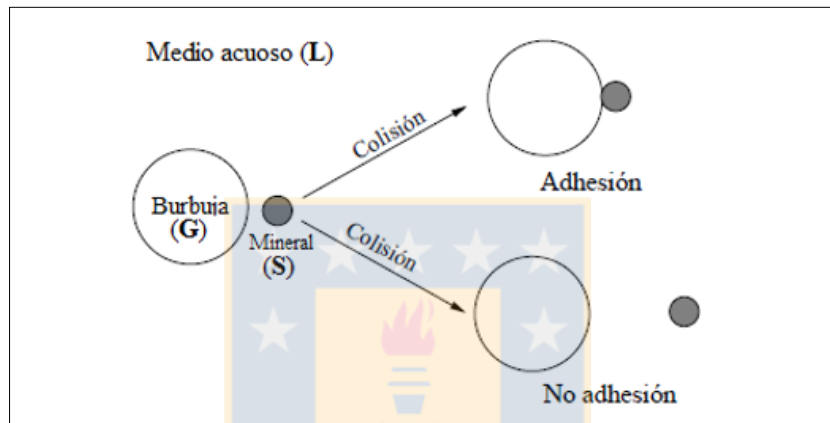 Medio acuoso (L)
Colisión
Adhesión
Burbuja
(G)
Mineral
(S)
Colisión
No adhesión